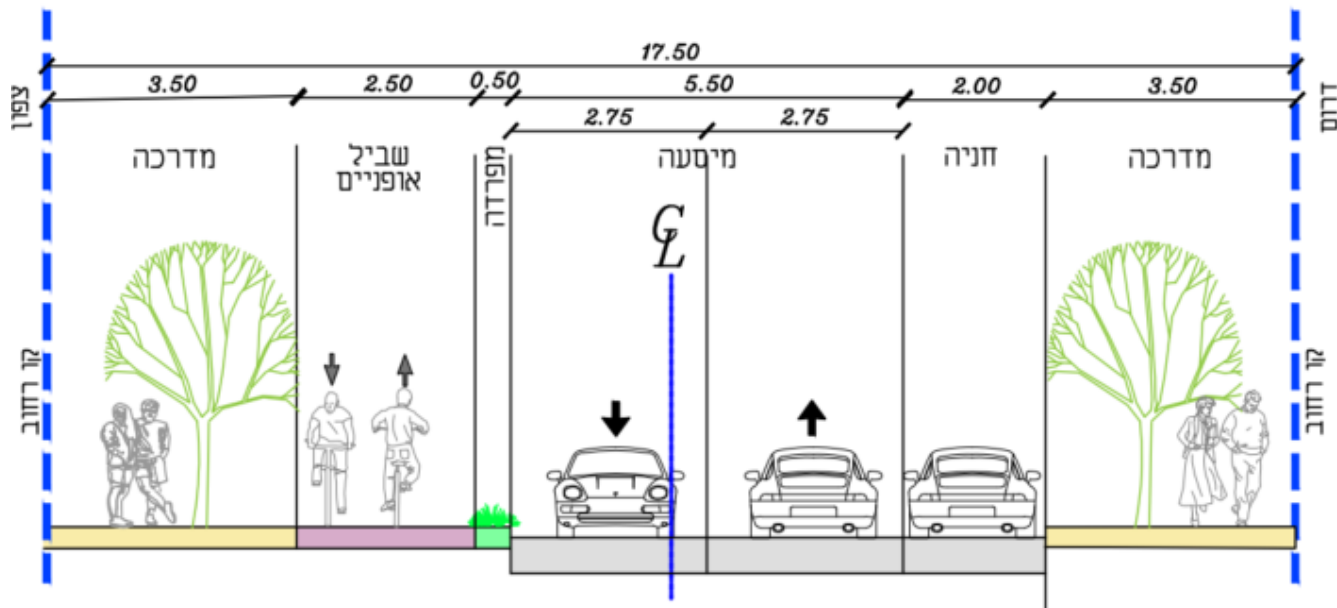 17.50
3.50
2.50
0.50
5.50
2.00
3.50
2.75
2.75
צפון
דרום
מדרכה
שביל
אופניים
מפרדה
מיסעה
חניה
מדרכה
CL
קו רחוב
קו רחוב